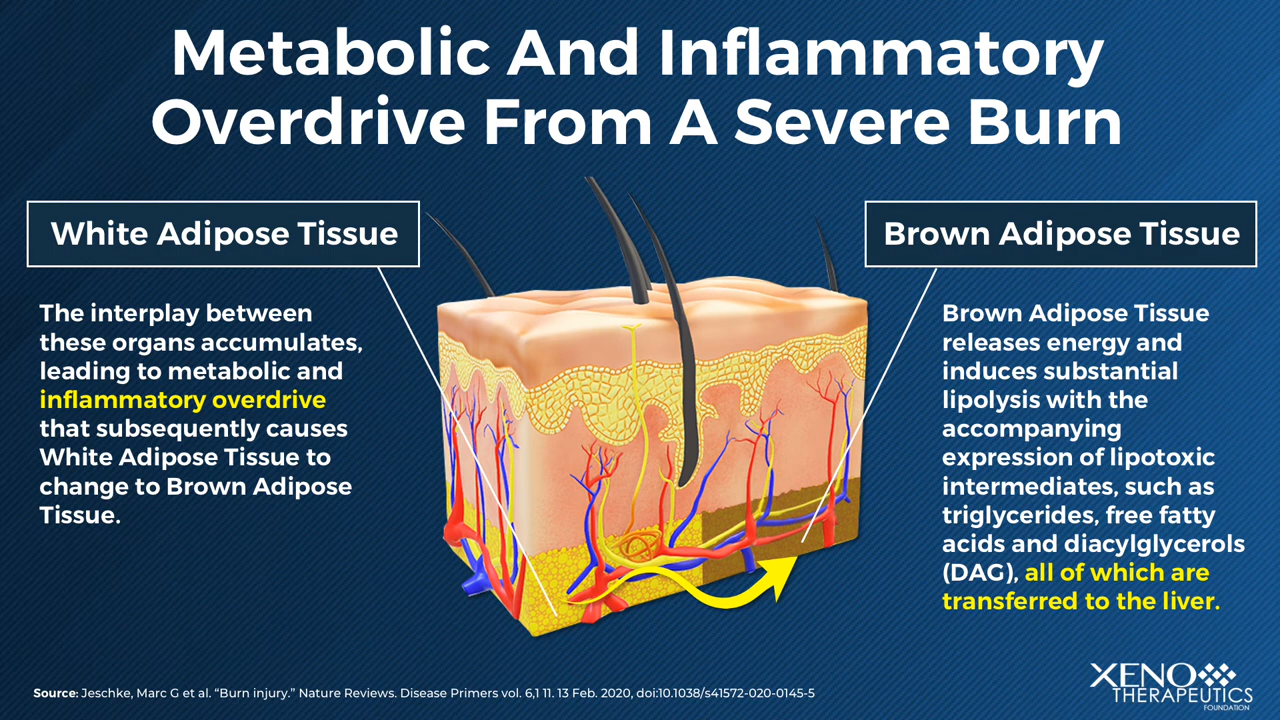 Metabolic And Inflammatory
Overdrive From A Severe Burn
White Adipose Tissue
The interplay between
these organs accumulates,
leading to metabolic and
inflammatory overdrive
that subsequently causes
White Adipose Tissue to
change to Brown Adipose
Tissue.
Brown Adipose Tissue
Brown Adipose Tissue
releases energy and
induces substantial
lipolysis with the
accompanying
expression of lipotoxic
intermediates, such as
triglycerides, free fatty
acids and diacylglycerols
(DAG), all of which are
transferred to the liver.
Source: Jeschke, Marc G et al. “Burn injury.” Nature Reviews. Disease Primers vol. 6,1 11. 13 Feb. 2020, doi:10.1038/s41572-020-0145-5
XENO
THERAPEUTICS
FOUNDATION